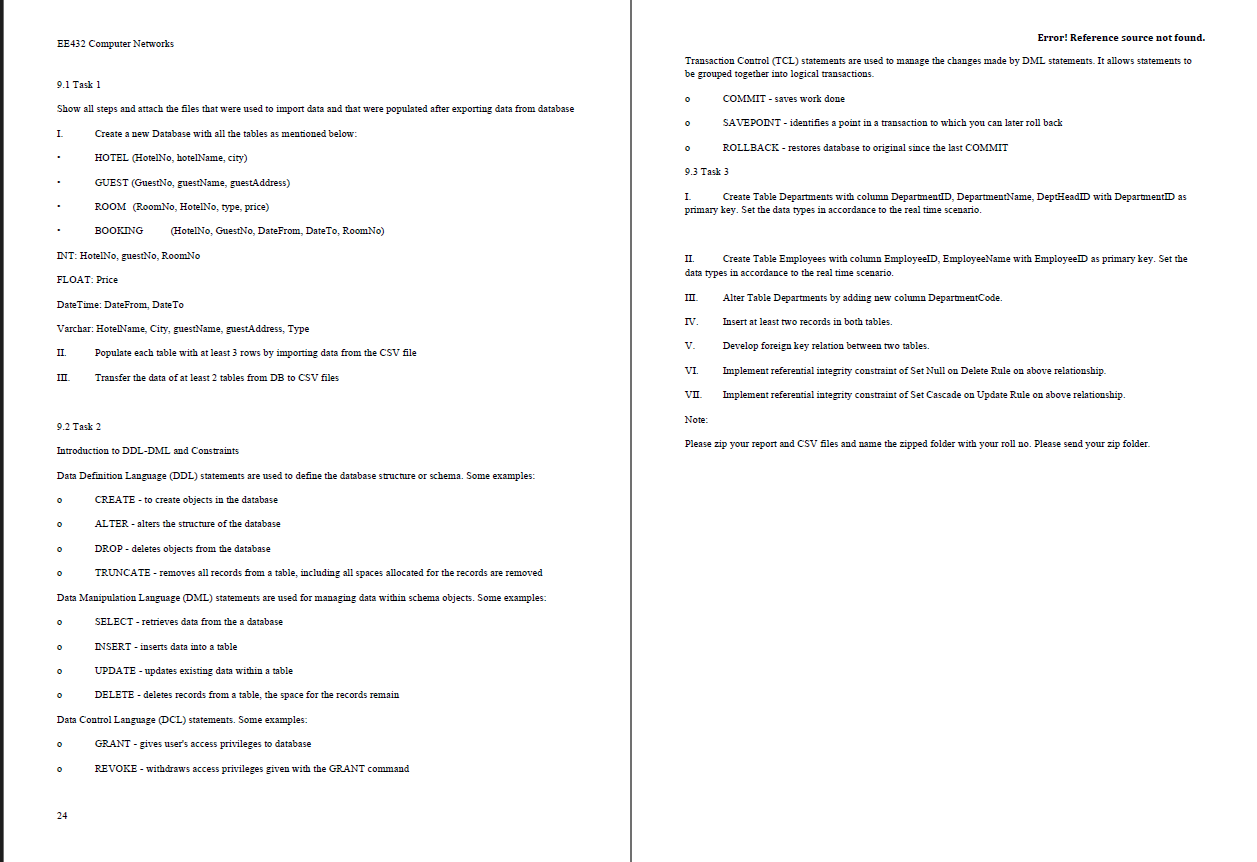 EE432 Computer Networks
9.1 Task 1
Show all steps and attach the files that were used to import data and that were populated after exporting data from database
I. Create a new Database with all the tables as mentioned below:
• HOTEL (HotelNo, hotelName, city)
• GUEST (GuestNo, guestName, guestAddress)
• ROOM (RoomNo, HotelNo, type, price)
• BOOKING (HotelNo, GuestNo, DateFrom, DateTo, RoomNo)
INT: HotelNo, guestNo, RoomNo
FLOAT: Price
DateTime: DateFrom, DateTo
Varchar: HotelName, City, guestName, guestAddress, Type
II. Populate each table with at least 3 rows by importing data from the CSV file
III. Transfer the data of at least 2 tables from DB to CSV files
9.2 Task 2
Introduction to DDL-DML and Constraints
Data Definition Language (DDL) statements are used to define the database structure or schema. Some examples:
o CREATE - to create objects in the database
o ALTER - alters the structure of the database
o DROP - deletes objects from the database
o TRUNCATE - removes all records from a table, including all spaces allocated for the records are removed
Data Manipulation Language (DML) statements are used for managing data within schema objects. Some examples:
o SELECT - retrieves data from the a database
o INSERT - inserts data into a table
o UPDATE - updates existing data within a table
o DELETE - deletes records from a table, the space for the records remain
Data Control Language (DCL) statements. Some examples:
o GRANT - gives user's access privileges to database
o REVOKE - withdraws access privileges given with the GRANT command
24
Error! Reference source not found.
Transaction Control (TCL) statements are used to manage the changes made by DML statements. It allows statements to
be grouped together into logical transactions.
o COMMIT - saves work done
o SAVEPOINT - identifies a point in a transaction to which you can later roll back
o ROLLBACK - restores database to original since the last COMMIT
9.3 Task 3
I. Create Table Departments with column DepartmentID, DepartmentName, DeptHeadID with DepartmentID as
primary key. Set the data types in accordance to the real time scenario.
II. Create Table Employees with column EmployeeID, EmployeeName with EmployeeID as primary key. Set the
data types in accordance to the real time scenario.
III. Alter Table Departments by adding new column DepartmentCode.
IV. Insert at least two records in both tables.
V. Develop foreign key relation between two tables.
VI. Implement referential integrity constraint of Set Null on Delete Rule on above relationship.
VII. Implement referential integrity constraint of Set Cascade on Update Rule on above relationship.
Note:
Please zip your report and CSV files and name the zipped folder with your roll no. Please send your zip folder.